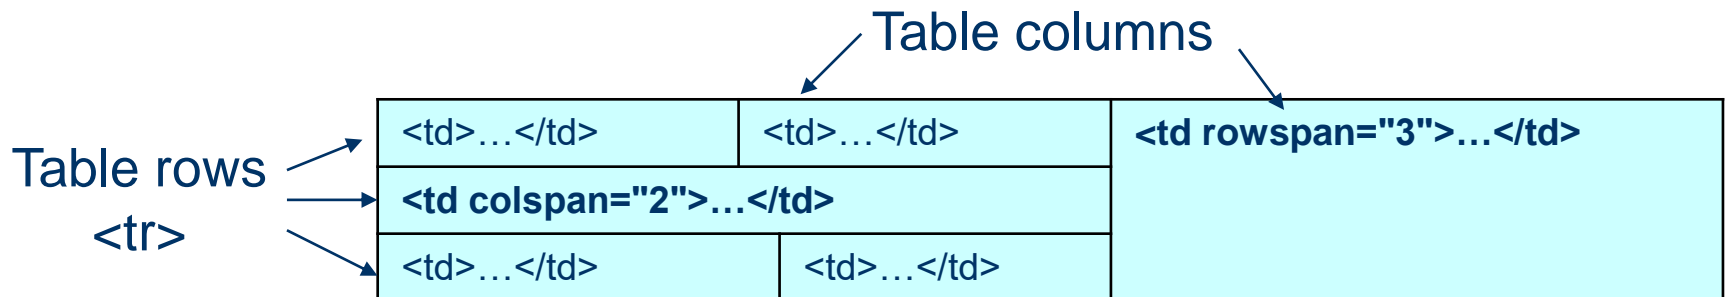 Table columns
Table rows
<tr>
<td>…</td>
<td>…</td>
<td rowspan="3">…</td>
<td colspan="2">…</td>
<td>…</td>
<td>…</td>